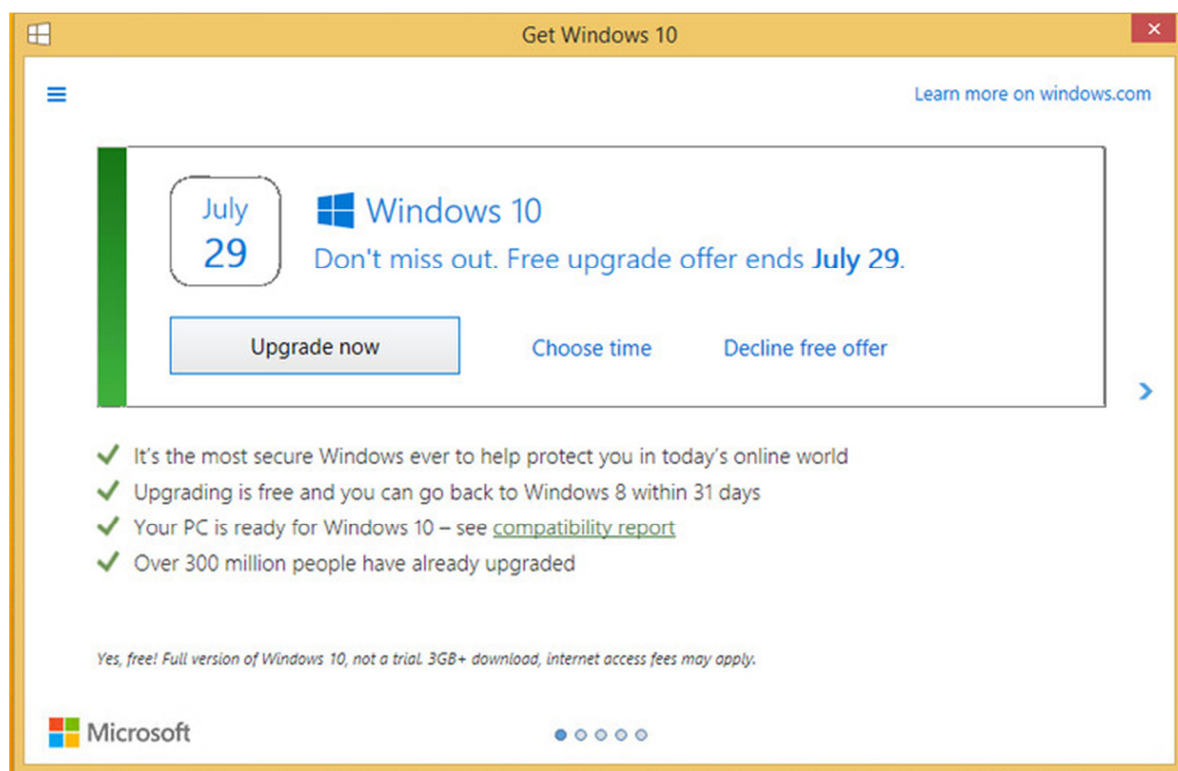 Get Windows 10
Learn more on windows.com
July
29
Windows 10
Don't miss out. Free upgrade offer ends July 29.
Upgrade now
Choose time
Decline free offer
It's the most secure Windows ever to help protect you in today's online world
Upgrading is free and you can go back to Windows 8 within 31 days
Your PC is ready for Windows 10 – see compatibility report
Over 300 million people have already upgraded
Yes, free! Full version of Windows 10, not a trial. 3GB+ download, internet access fees may apply.
Microsoft